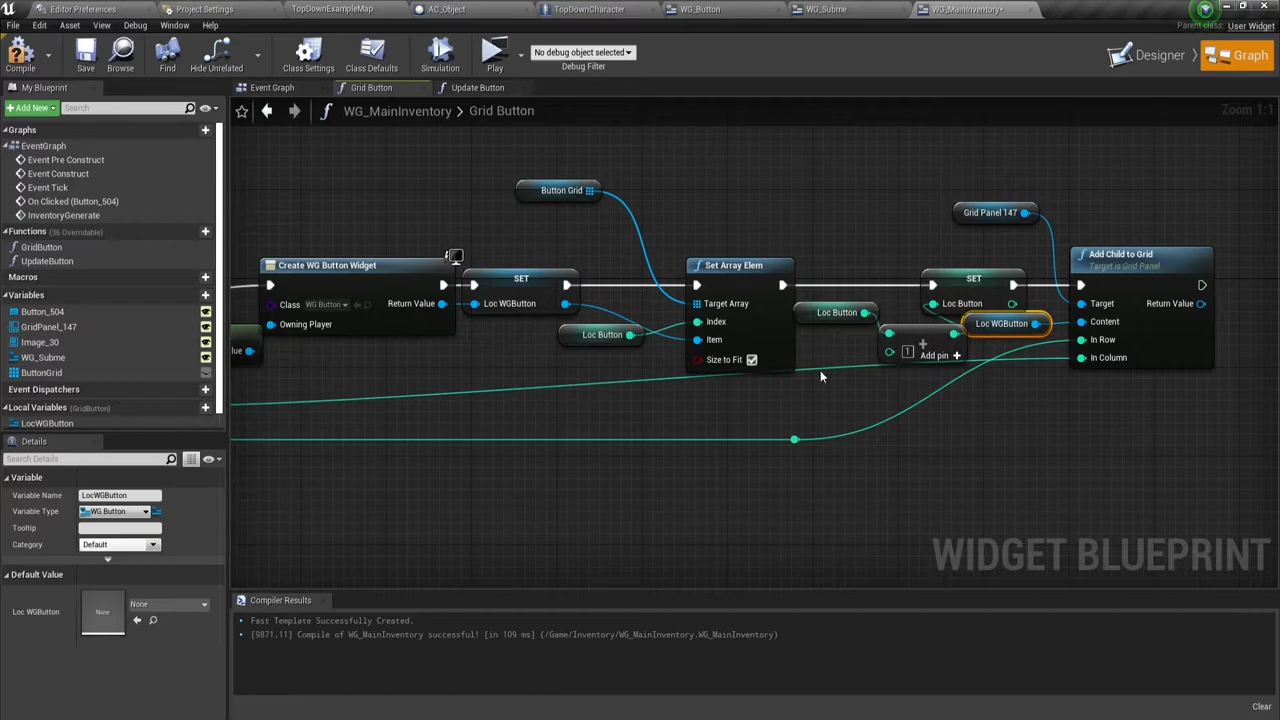 Editor Preferences
Project Settings
TopDownExampleMap
AC_Object
TopDownCharacter
WG_Button
WG_Subme
WG_MainInventory*
File Edit Asset View Debug Window Help
Parent class: User Widget
Compile Save Browse Find Hide Unrelated Class Settings Class Defaults Simulation Play
No debug object selected
Debug Filter
Designer
Graph
My Blueprint
Event Graph
Grid Button
Update Button
+Add New
Search
WG_MainInventory > Grid Button
Zoom 1:1
Graphs
EventGraph
Event Pre Construct
Event Construct
Event Tick
On Clicked (Button_504)
InventoryGenerate
Functions (36 Overridable)
GridButton
UpdateButton
Macros
Variables
Button_504
GridPanel_147
Image_30
WG_Subme
ButtonGrid
Event Dispatchers
Local Variables (GridButton)
LocWGButton
Button Grid
Grid Panel 147
Create WG Button Widget
Class WG Button
Return Value
Owning Player
SET
Loc WGButton
lue
Loc Button
Set Array Elem
Target Array
Index
Item
Size to Fit
Loc Button
1
Add pin +
SET
Loc Button
Loc WGButton
Add Child to Grid
Target is Grid Panel
Target
Return Value
Content
In Row
In Column
Details
Search Details
Variable
Variable Name LocWGButton
Variable Type WG Button
Tooltip
Category Default
Default Value
Loc WGButton None None
WIDGET BLUEPRINT
Compiler Results
Fast Template Successfully Created.
[9871.11] Compile of WG_MainInventory successful! [in 109 ms] (/Game/Inventory/WG_MainInventory.WG_MainInventory)
Clear